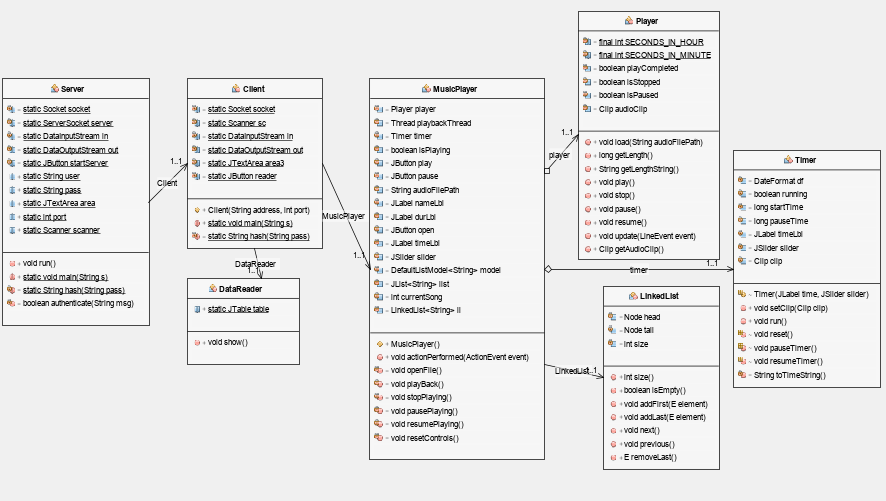 Server
- static Socket socket
- static ServerSocket server
- static DataInputStream in
- static DataOutputStream out
- static JButton startServer
~ static String user
~ static String pass
~ static JTextArea area
~ static int port
~ static Scanner scanner
+ void run()
+ static void main(String s)
- static String hash(String pass)
- boolean authenticate(String msg)
Client
1..1
Client
- static Socket socket
- static Scanner sc
- static DataInputStream in
- static DataOutputStream out
- static JTextArea area3
- static JButton reader
+ Client(String address, int port)
+ static void main(String s)
- static String hash(String pass)
DataReader
1..1
DataReader
~ static JTable table
+ void show()
MusicPlayer
1..1
MusicPlayer
- Player player
- Thread playbackThread
- Timer timer
- boolean isPlaying
- JButton play
- JButton pause
- String audioFilePath
- JLabel nameLbl
- JLabel durLbl
- JButton open
- JLabel timeLbl
- JSlider slider
- DefaultListModel<String> model
- JList<String> list
- int currentSong
- LinkedList<String> ll
+ MusicPlayer()
+ void actionPerformed(ActionEvent event)
- void openFile()
- void playBack()
- void stopPlaying()
- void pausePlaying()
- void resumePlaying()
- void resetControls()
player
1..1
Player
- final int SECONDS_IN_HOUR
- final int SECONDS_IN_MINUTE
- boolean playCompleted
- boolean isStopped
- boolean isPaused
- Clip audioClip
+ void load(String audioFilePath)
+ long getLength()
+ String getLengthString()
+ void play()
+ void stop()
+ void pause()
+ void resume()
+ void update(LineEvent event)
+ Clip getAudioClip()
timer
1..1
LinkedList
1..1
LinkedList
- Node head
- Node tail
- int size
+ int size()
+ boolean isEmpty()
+ void addFirst(E element)
+ void addLast(E element)
+ void next()
+ void previous()
+ E removeLast()
Timer
- DateFormat df
- boolean running
- long startTime
- long pauseTime
- JLabel timeLbl
- JSlider slider
- Clip clip
~ Timer(JLabel time, JSlider slider)
+ void setClip(Clip clip)
+ void run()
~ void reset()
~ void pauseTimer()
~ void resumeTimer()
- String toTimeString()